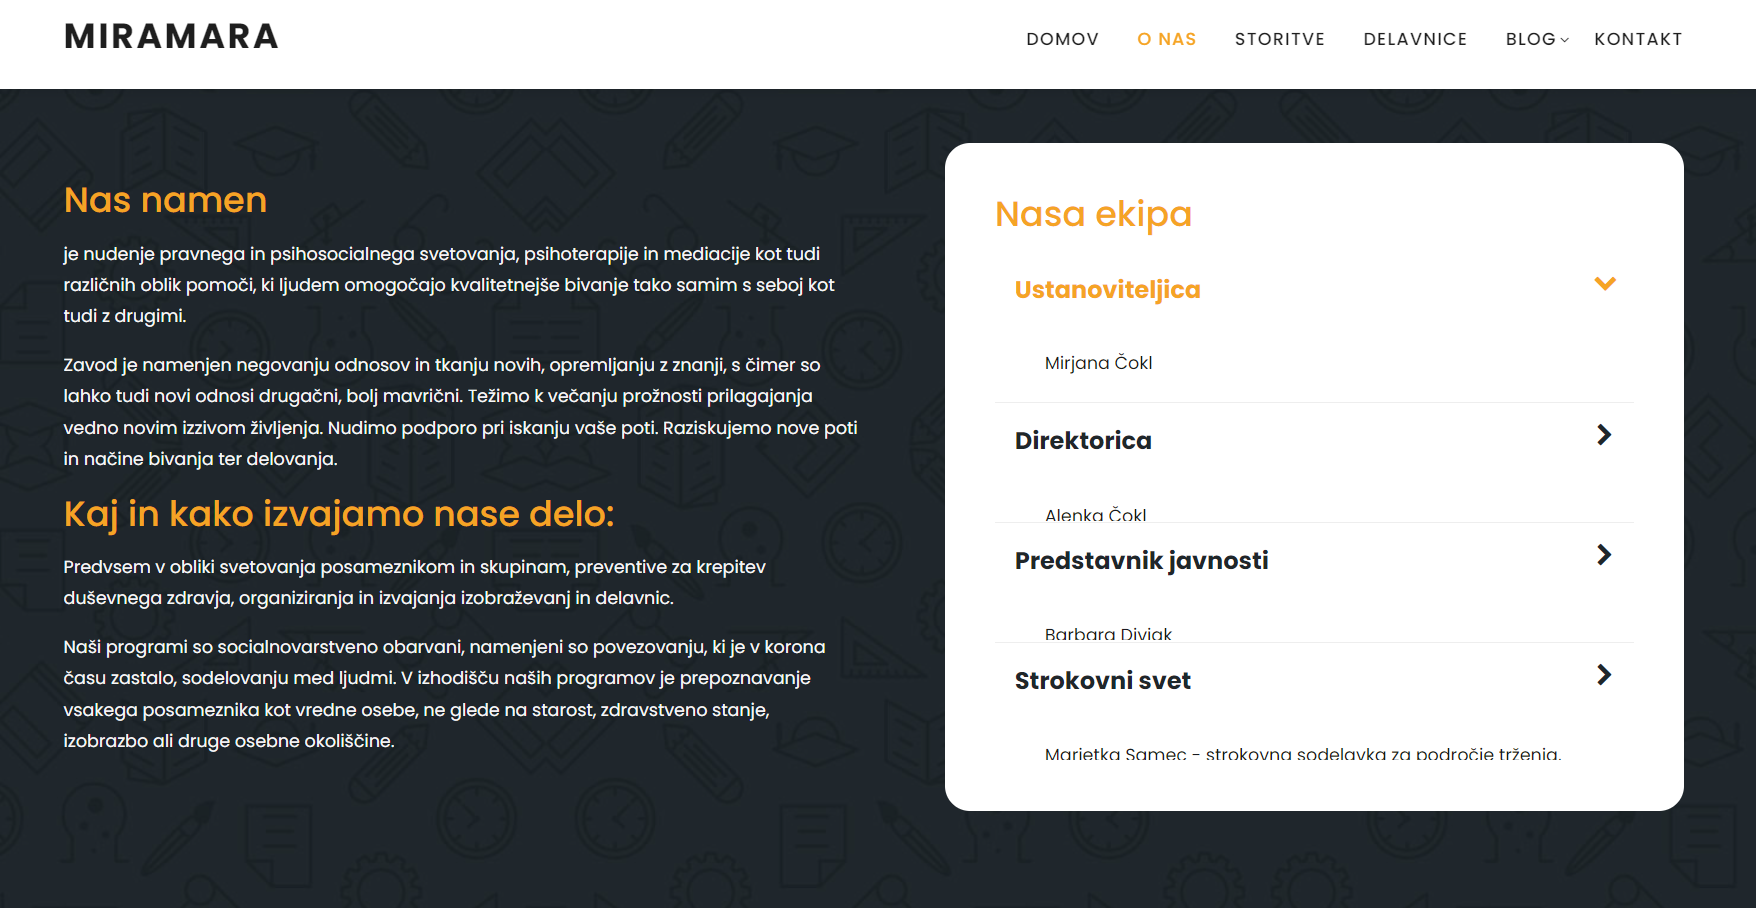 MIRAMARA
DOMOV
O NAS
STORITVE
DELAVNICE
BLOG
KONTAKT
Nas namen
je nudenje pravnega in psihosocialnega svetovanja, psihoterapije in mediacije kot tudi
različnih oblik pomoči, ki ljudem omogočajo kvalitetnejše bivanje tako samim s seboj kot
tudi z drugimi.
Zavod je namenjen negovanju odnosov in tkanju novih, opremljanju z znanji, s čimer so
lahko tudi novi odnosi drugačni, bolj mavrični. Težimo k večanju prožnosti prilagajanja
vedno novim izzivom življenja. Nudimo podporo pri iskanju vaše poti. Raziskujemo nove poti
in načine bivanja ter delovanja.
Kaj in kako izvajamo nase delo:
Predvsem v obliki svetovanja posameznikom in skupinam, preventive za krepitev
duševnega zdravja, organiziranja in izvajanja izobraževanj in delavnic.
Naši programi so socialnovarstveno obarvani, namenjeni so povezovanju, ki je v korona
času zastalo, sodelovanju med ljudmi. V izhodišču naših programov je prepoznavanje
vsakega posameznika kot vredne osebe, ne glede na starost, zdravstveno stanje,
izobrazbo ali druge osebne okoliščine.
Nasa ekipa
Ustanoviteljica
Mirjana Čokl
Direktorica
Alenka Čokl
Predstavnik javnosti
Barbara Divjak
Strokovni svet
Marjetka Samec - strokovna sodelavka za področje trženja.